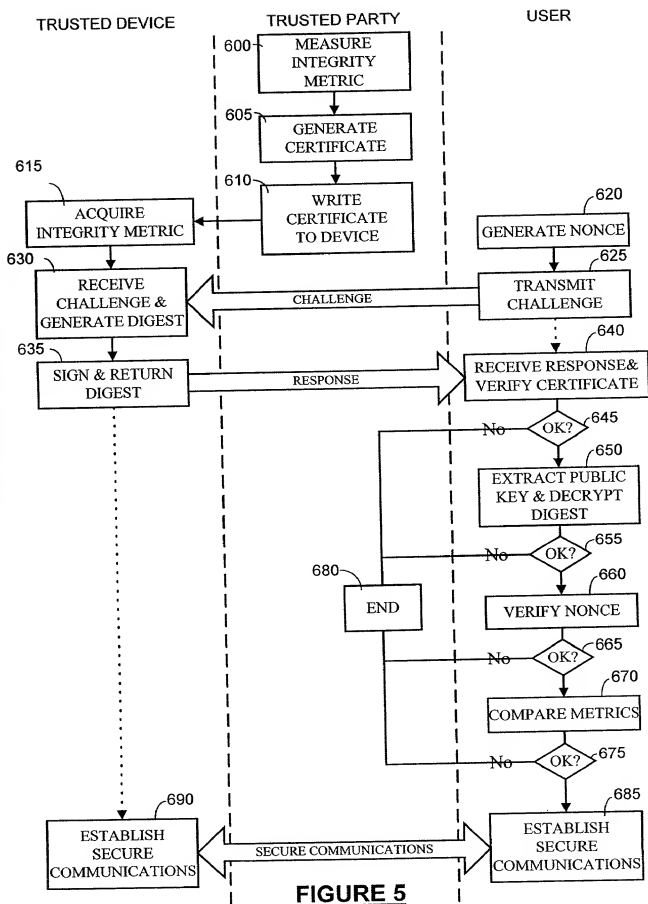 TRUSTED DEVICE
TRUSTED PARTY
USER
600
MEASURE
INTEGRITY
METRIC
605
GENERATE
CERTIFICATE
610
WRITE
CERTIFICATE
TO DEVICE
615
ACQUIRE
INTEGRITY METRIC
620
GENERATE NONCE
630
RECEIVE
CHALLENGE &
GENERATE DIGEST
CHALLENGE
625
TRANSMIT
CHALLENGE
635
SIGN & RETURN
DIGEST
RESPONSE
640
RECEIVE RESPONSE&
VERIFY CERTIFICATE
No
OK?
645
650
EXTRACT PUBLIC
KEY & DECRYPT
DIGEST
No
OK?
655
680
END
660
VERIFY NONCE
No
OK?
665
670
COMPARE METRICS
No
OK?
675
690
ESTABLISH
SECURE
COMMUNICATIONS
SECURE COMMUNICATIONS
685
ESTABLISH
SECURE
COMMUNICATIONS
FIGURE 5